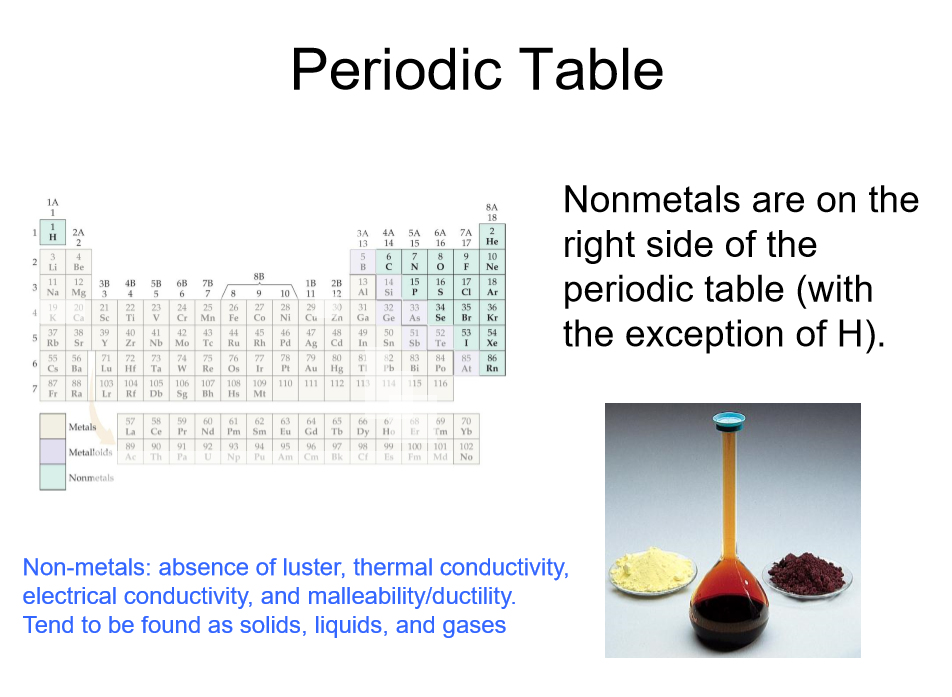 Periodic Table
Nonmetals are on the
right side of the
periodic table (with
the exception of H).
1A
1
8A
18
2A
2
3A 4A 5A 6A 7A
13 14 15 16 17
8B
3B 4B 5B 6B 7B 1B 2B
3 4 5 6 7 8 9 10 11 12
1 1 2
H He
2 3 4 5 6 7 8 9 10
Li Be B C N O F Ne
3 11 12 13 14 15 16 17 18
Na Mg Al Si P S Cl Ar
4 19 20 21 22 23 24 25 26 27 28 29 30 31 32 33 34 35 36
K Ca Sc Ti V Cr Mn Fe Co Ni Cu Zn Ga Ge As Se Br Kr
5 37 38 39 40 41 42 43 44 45 46 47 48 49 50 51 52 53 54
Rb Sr Y Zr Nb Mo Tc Ru Rh Pd Ag Cd In Sn Sb Te I Xe
6 55 56 71 72 73 74 75 76 77 78 79 80 81 82 83 84 85 86
Cs Ba Lu Hf Ta W Re Os Ir Pt Au Hg Tl Pb Bi Po At Rn
7 87 88 103 104 105 106 107 108 109 110 111 112 113 114 115 116
Fr Ra Lr Rf Db Sg Bh Hs Mt
Metals
Metalloids
Nonmetals
57 58 59 60 61 62 63 64 65 66 67 68 69 70
La Ce Pr Nd Pm Sm Eu Gd Tb Dy Ho Er Tm Yb
89 90 91 92 93 94 95 96 97 98 99 100 101 102
Ac Th Pa U Np Pu Am Cm Bk Cf Es Fm Md No
Non-metals: absence of luster, thermal conductivity,
electrical conductivity, and malleability/ductility.
Tend to be found as solids, liquids, and gases